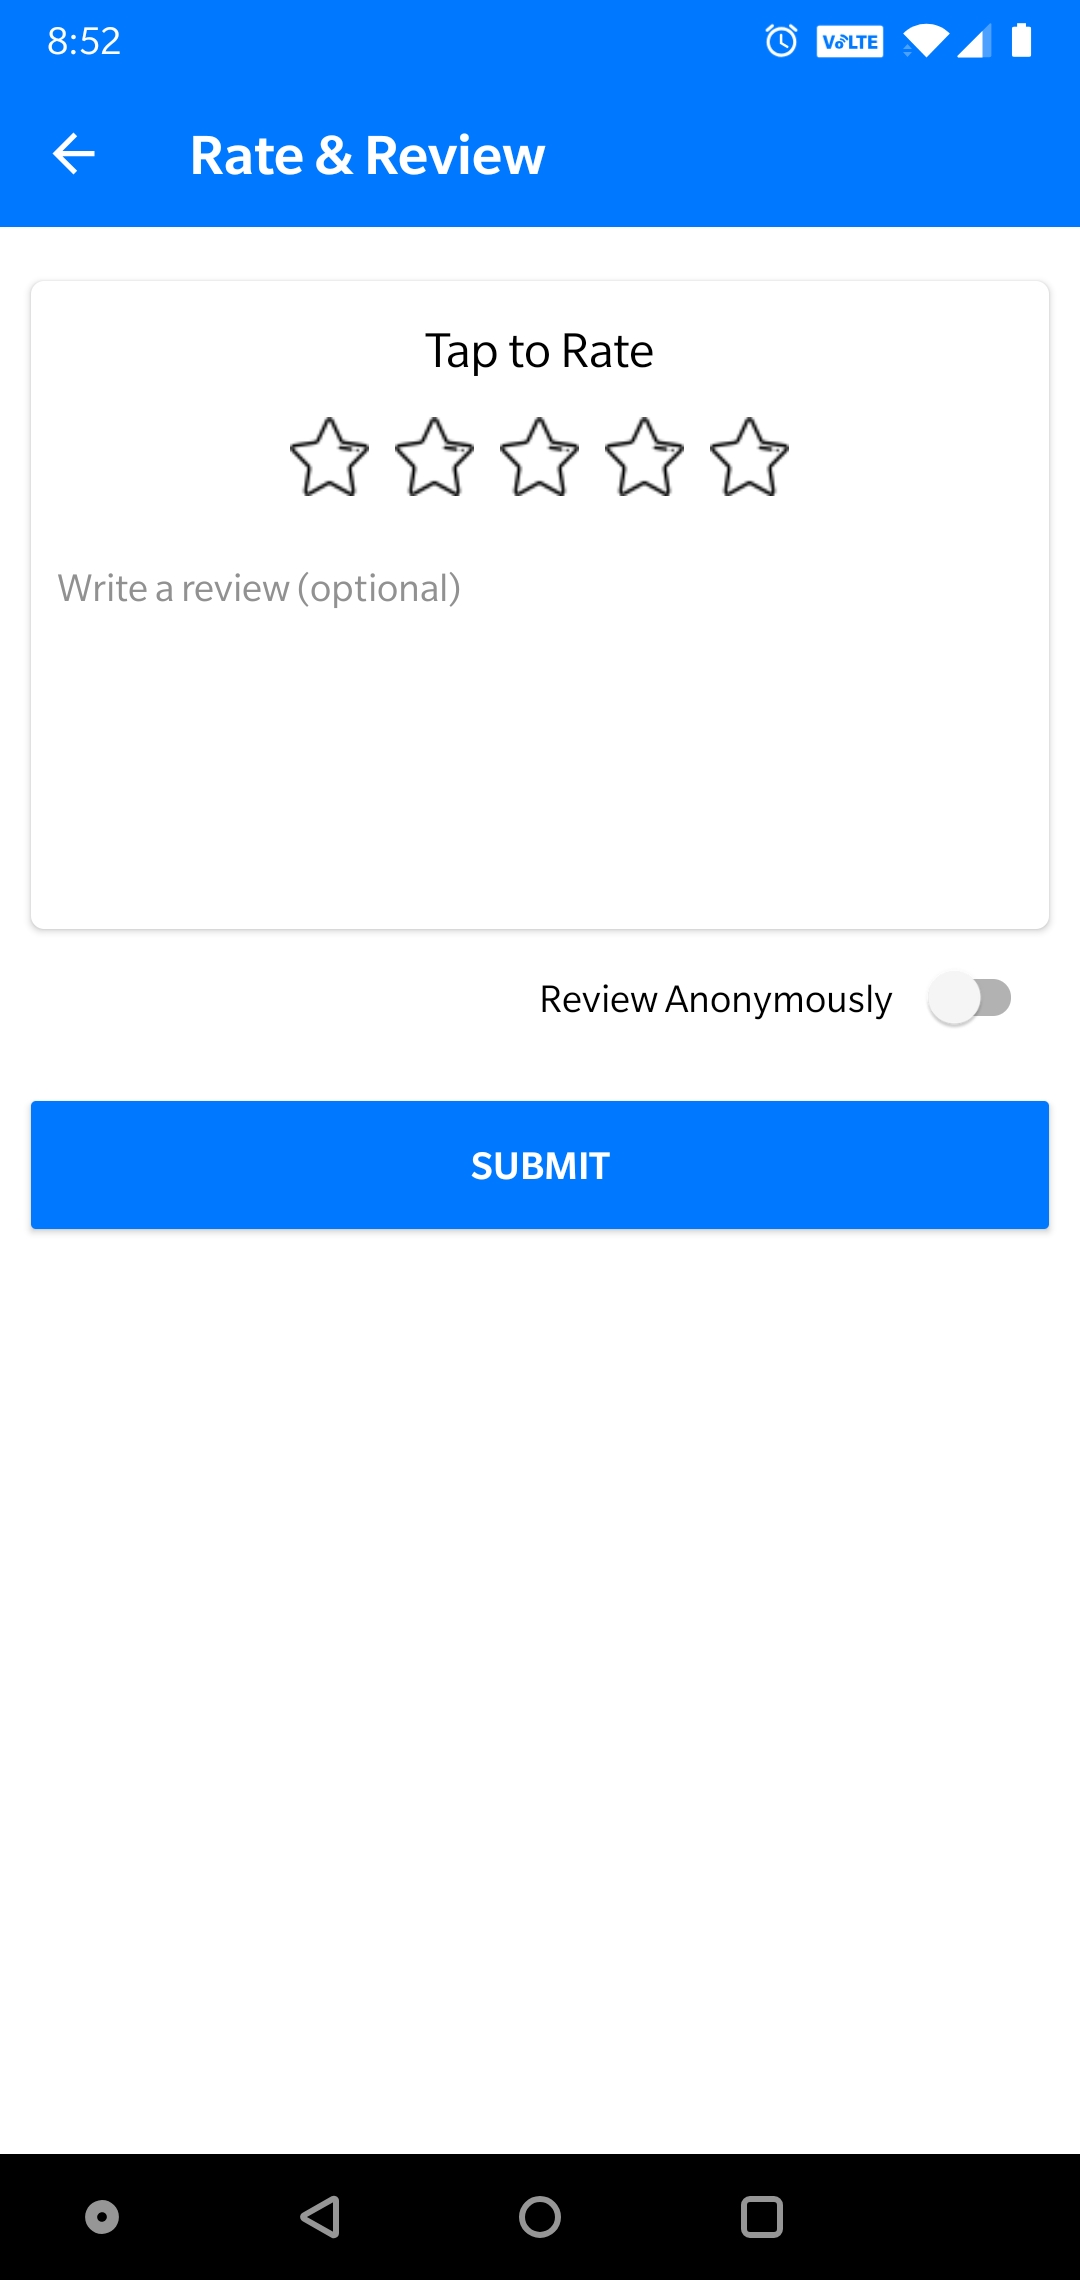 8:52
VoLTE
Rate & Review
Tap to Rate
Write a review (optional)
Review Anonymously
SUBMIT